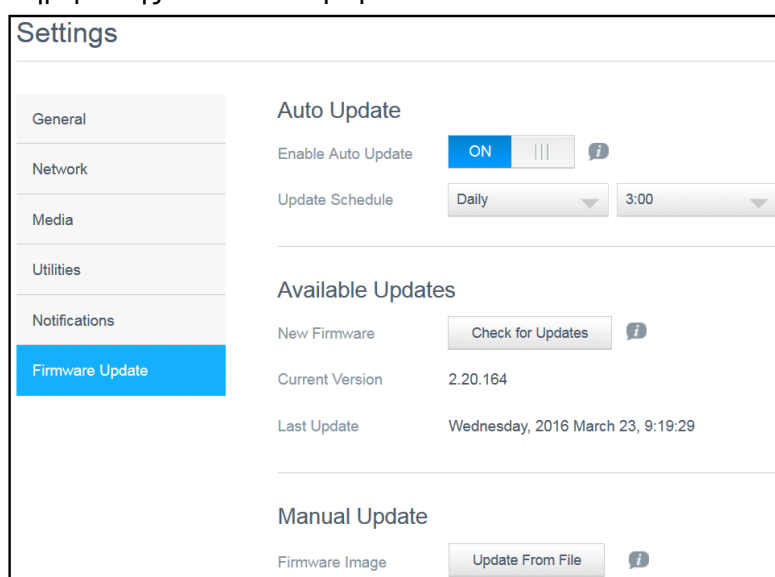 Settings
General
Network
Media
Utilities
Notifications
Firmware Update
Auto Update
Enable Auto Update ON
Update Schedule Daily 3:00
Available Updates
New Firmware Check for Updates
Current Version 2.20.164
Last Update Wednesday, 2016 March 23, 9:19:29
Manual Update
Firmware Image Update From File